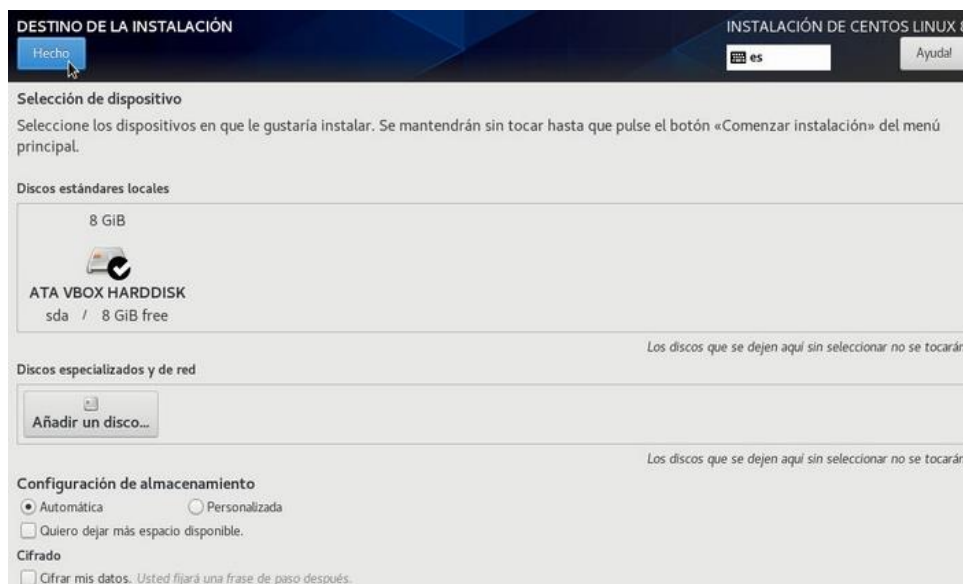 DESTINO DE LA INSTALACIÓN
INSTALACIÓN DE CENTOS LINUX 8
Hecho
es
Ayuda!
Selección de dispositivo
Seleccione los dispositivos en que le gustaría instalar. Se mantendrán sin tocar hasta que pulse el botón «Comenzar instalación» del menú
principal.
Discos estándares locales
8 GiB
ATA VBOX HARDDISK
sda / 8 GiB free
Los discos que se dejen aquí sin seleccionar no se tocarán
Discos especializados y de red
Añadir un disco...
Los discos que se dejen aquí sin seleccionar no se tocarán
Configuración de almacenamiento
Automática
Personalizada
Quiero dejar más espacio disponible.
Cifrado
Cifrar mis datos. Usted fijará una frase de paso después.